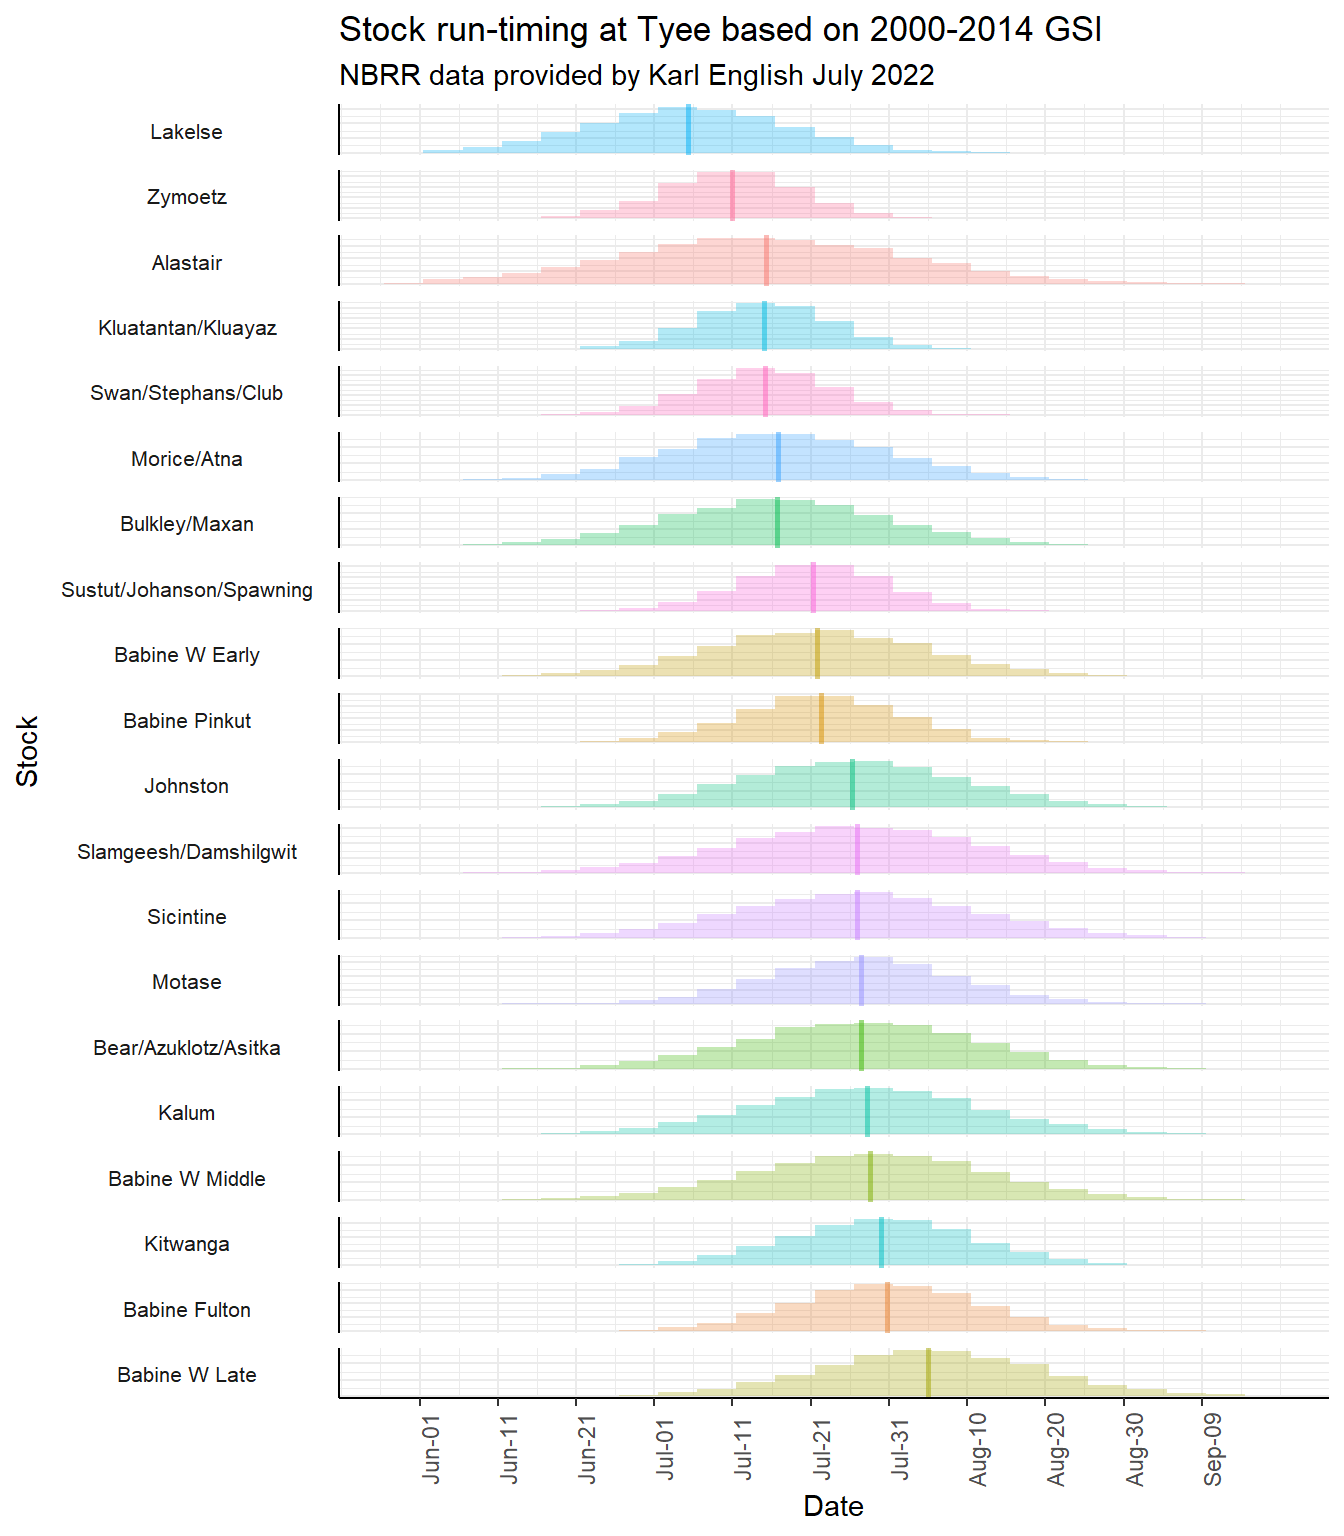 Stock run-timing at Tyee based on 2000-2014 GSI
NBRR data provided by Karl English July 2022
Lakelse
Zymoetz
Alastair
Kluatantan/Kluayaz
Swan/Stephans/Club
Morice/Atna
Bulkley/Maxan
Sustut/Johanson/Spawning
Babine W Early
Babine Pinkut
Johnston
Slamgeesh/Damshilgwit
Sicintine
Motase
Bear/Azuklotz/Asitka
Kalum
Babine W Middle
Kitwanga
Babine Fulton
Babine W Late
Stock
Jun-01
Jun-11
Jun-21
Jul-01
Jul-11
Jul-21
Jul-31
Aug-10
Aug-20
Aug-30
Sep-09
Date